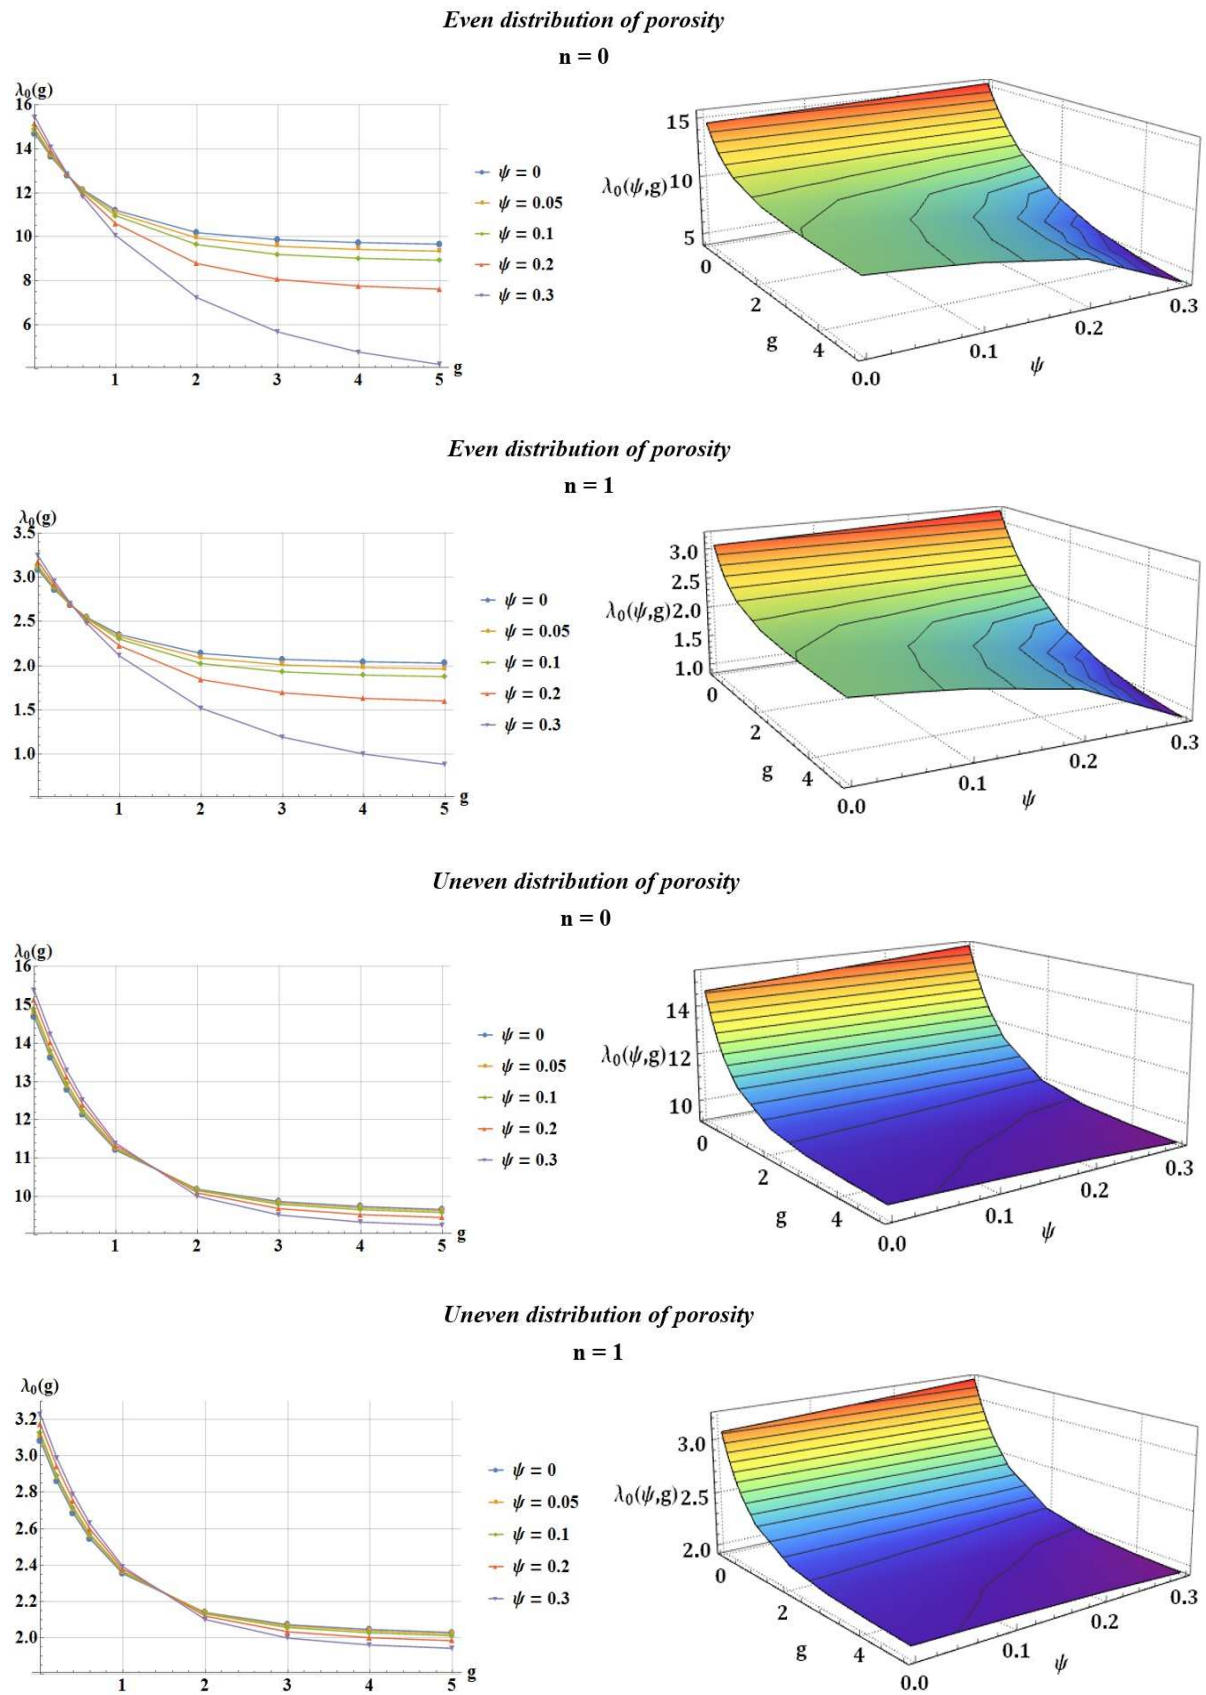 Even distribution of porosity
n = 0
λ₀(g)
16
14
12
10
8
6
1 2 3 4 5 g
ψ = 0
ψ = 0.05
ψ = 0.1
ψ = 0.2
ψ = 0.3
15
λ₀(ψ,g) 10
5
0
2
g 4
0.0 0.1 0.2 0.3
ψ
Even distribution of porosity
n = 1
λ₀(g)
3.5
3.0
2.5
2.0
1.5
1.0
1 2 3 4 5 g
ψ = 0
ψ = 0.05
ψ = 0.1
ψ = 0.2
ψ = 0.3
3.0
2.5
λ₀(ψ,g) 2.0
1.5
1.0
0
2
g 4
0.0 0.1 0.2 0.3
ψ
Uneven distribution of porosity
n = 0
λ₀(g)
16
15
14
13
12
11
10
1 2 3 4 5 g
ψ = 0
ψ = 0.05
ψ = 0.1
ψ = 0.2
ψ = 0.3
14
λ₀(ψ,g) 12
10
0
2
g 4
0.0 0.1 0.2 0.3
ψ
Uneven distribution of porosity
n = 1
λ₀(g)
3.2
3.0
2.8
2.6
2.4
2.2
2.0
1 2 3 4 5 g
ψ = 0
ψ = 0.05
ψ = 0.1
ψ = 0.2
ψ = 0.3
3.0
λ₀(ψ,g) 2.5
2.0
0
2
g 4
0.0 0.1 0.2 0.3
ψ